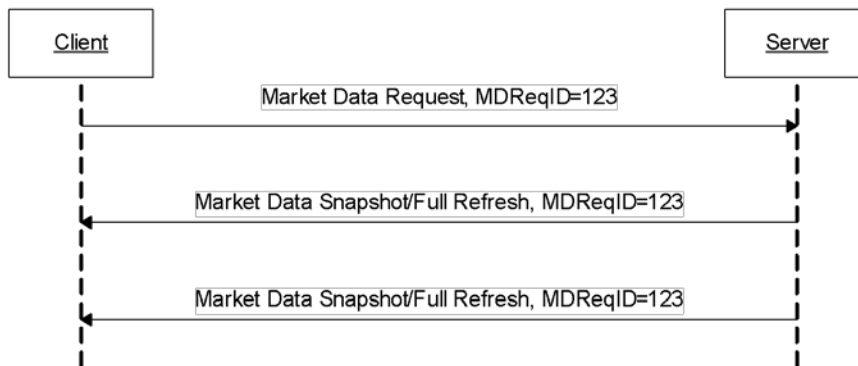 Client
Server
Market Data Request, MDReqID=123
Market Data Snapshot/Full Refresh, MDReqID=123
Market Data Snapshot/Full Refresh, MDReqID=123